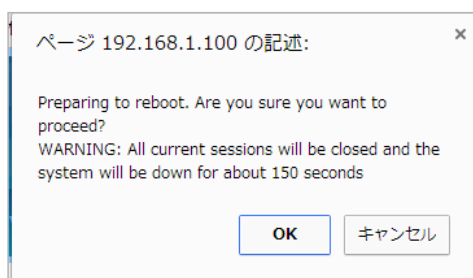 ページ 192.168.1.100 の記述:
Preparing to reboot. Are you sure you want to
proceed?
WARNING: All current sessions will be closed and the
system will be down for about 150 seconds
OK
キャンセル